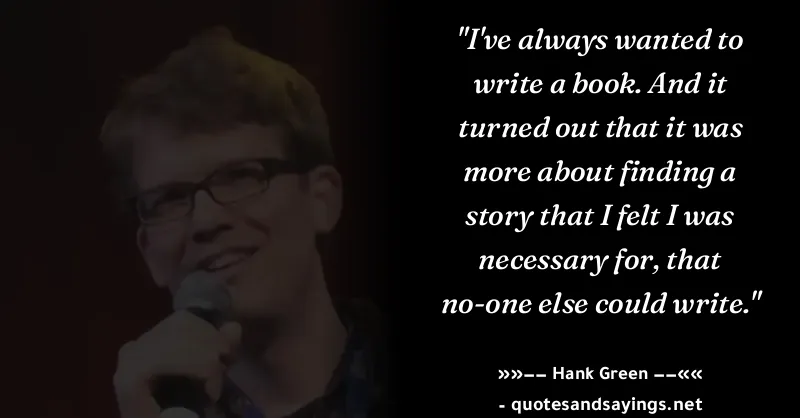 "I've always wanted to
write a book. And it
turned out that it was
more about finding a
story that I felt I was
necessary for, that
no-one else could write."
»»–– Hank Green ––««
- quotesandsayings.net